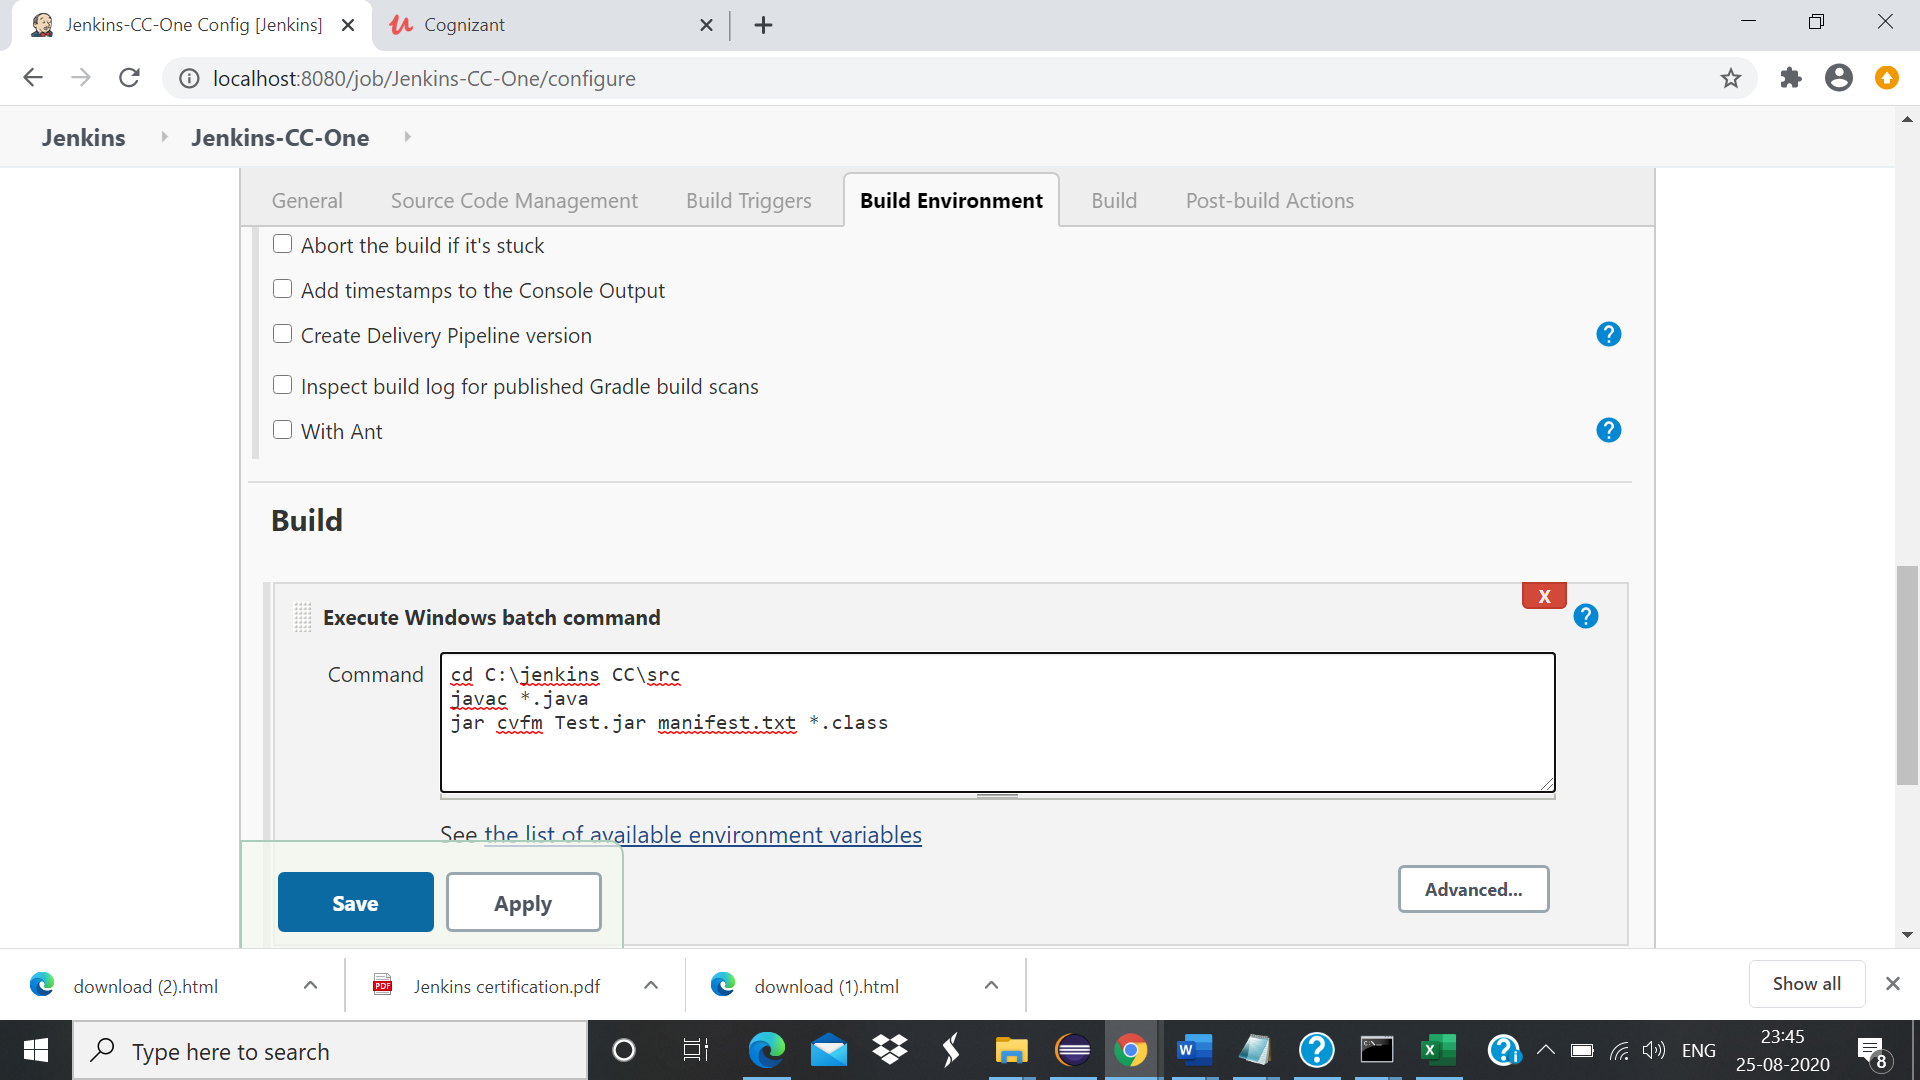 Jenkins-CC-One Config [Jenkins]
Cognizant
localhost:8080/job/Jenkins-CC-One/configure
Jenkins
Jenkins-CC-One
General
Source Code Management
Build Triggers
Build Environment
Build
Post-build Actions
Abort the build if it's stuck
Add timestamps to the Console Output
Create Delivery Pipeline version
?
Inspect build log for published Gradle build scans
With Ant
?
Build
X
Execute Windows batch command
?
Command
cd C:\jenkins CC\src
javac *.java
jar cvfm Test.jar manifest.txt *.class
See the list of available environment variables
Save
Apply
Advanced...
download (2).html
PDF
Jenkins certification.pdf
download (1).html
Show all
Type here to search
ENG
23:45
25-08-2020
8